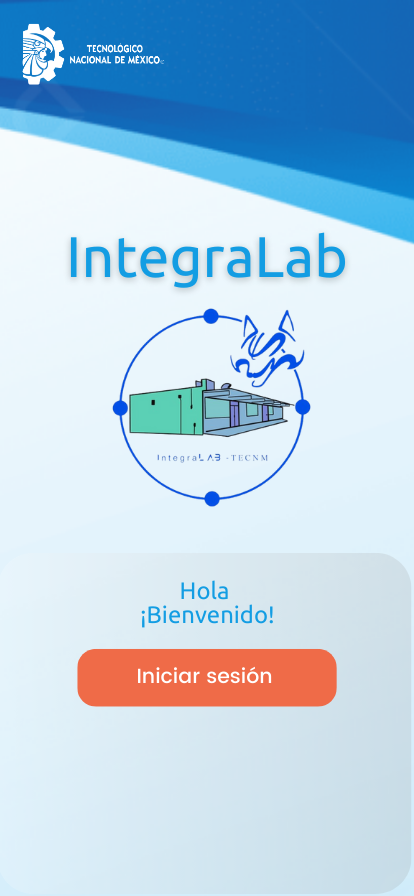 TECNOLÓGICO
NACIONAL DE MÉXICO
IntegraLab
IntegraLAB -TECNM
Hola
¡Bienvenido!
Iniciar sesión